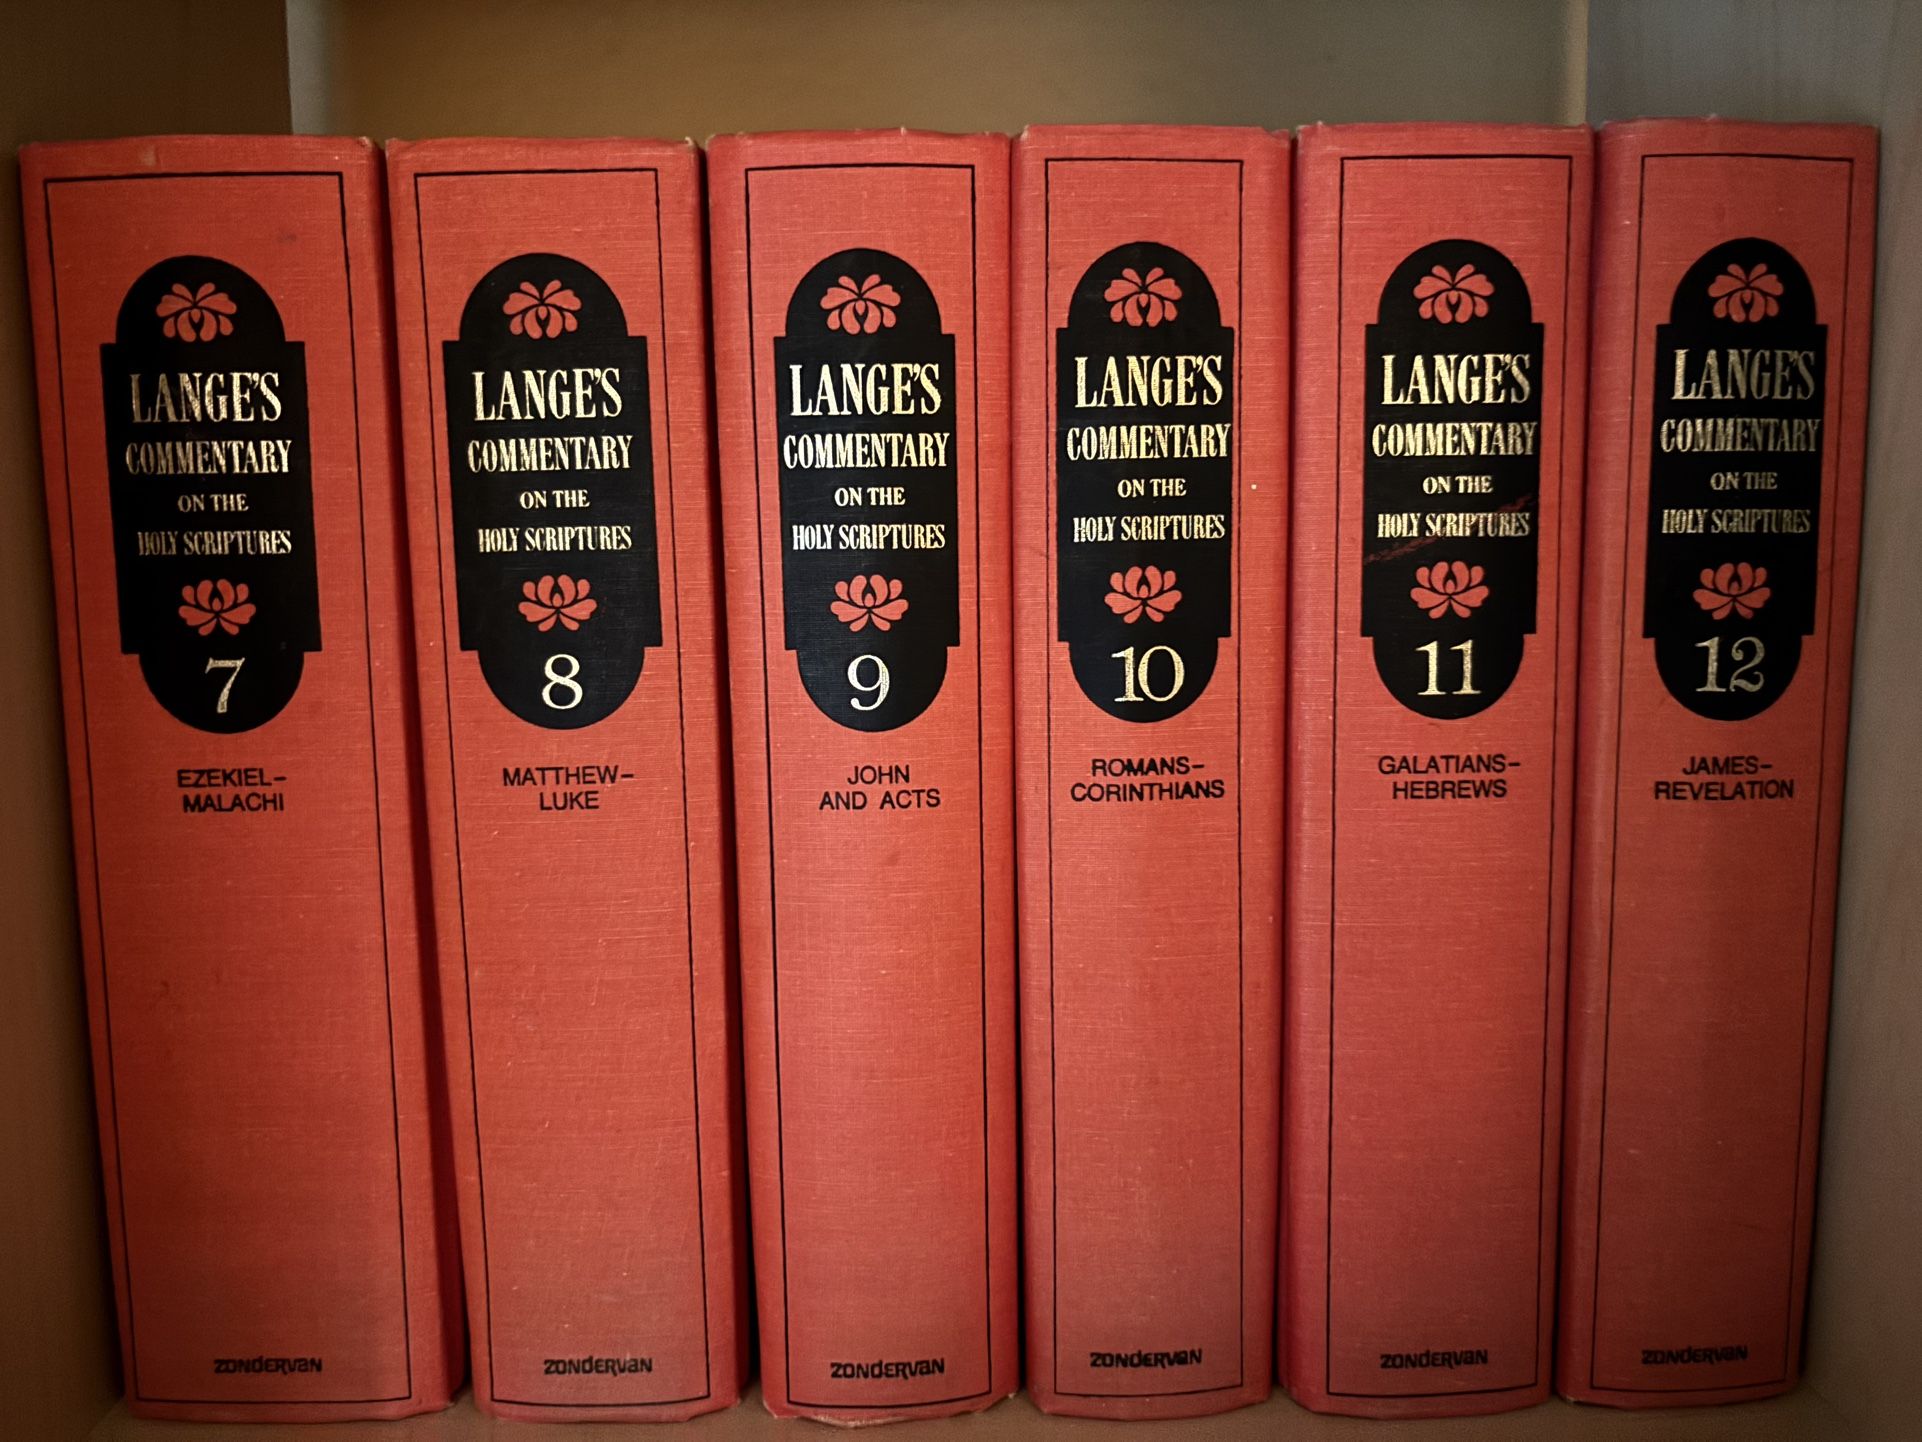 LANGE'S
COMMENTARY
ON THE
HOLY SCRIPTURES
7
EZEKIEL-
MALACHI
ZONDERVAN
LANGE'S
COMMENTARY
ON THE
HOLY SCRIPTURES
8
MATTHEW-
LUKE
ZONDERVAN
LANGE'S
COMMENTARY
ON THE
HOLY SCRIPTURES
9
JOHN
AND ACTS
ZONDERVAN
LANGE'S
COMMENTARY
ON THE
HOLY SCRIPTURES
10
ROMANS-
CORINTHIANS
ZONDERVAN
LANGE'S
COMMENTARY
ON THE
HOLY SCRIPTURES
11
GALATIANS-
HEBREWS
ZONDERVAN
LANGE'S
COMMENTARY
ON THE
HOLY SCRIPTURES
12
JAMES-
REVELATION
ZONDERVAN